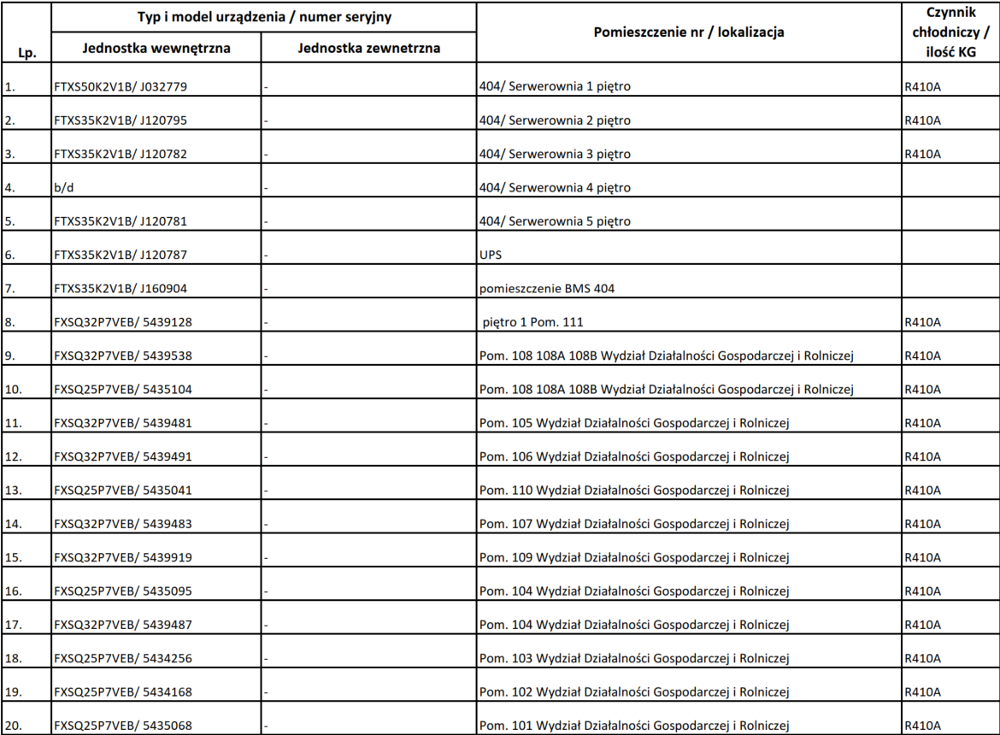 Lp. Typ i model urządzenia / numer seryjny Pomieszczenie nr / lokalizacja Czynnik chłodniczy / ilość KG
Jednostka wewnętrzna Jednostka zewnetrzna
1. FTXS50K2V1B/ J032779 - 404/ Serwerownia 1 piętro R410A
2. FTXS35K2V1B/ J120795 - 404/ Serwerownia 2 piętro R410A
3. FTXS35K2V1B/ J120782 - 404/ Serwerownia 3 piętro R410A
4. b/d - 404/ Serwerownia 4 piętro
5. FTXS35K2V1B/ J120781 - 404/ Serwerownia 5 piętro
6. FTXS35K2V1B/ J120787 - UPS
7. FTXS35K2V1B/ J160904 - pomieszczenie BMS 404
8. FXSQ32P7VEB/ 5439128 - piętro 1 Pom. 111 R410A
9. FXSQ32P7VEB/ 5439538 - Pom. 108 108A 108B Wydział Działalności Gospodarczej i Rolniczej R410A
10. FXSQ25P7VEB/ 5435104 - Pom. 108 108A 108B Wydział Działalności Gospodarczej i Rolniczej R410A
11. FXSQ32P7VEB/ 5439481 - Pom. 105 Wydział Działalności Gospodarczej i Rolniczej R410A
12. FXSQ32P7VEB/ 5439491 - Pom. 106 Wydział Działalności Gospodarczej i Rolniczej R410A
13. FXSQ25P7VEB/ 5435041 - Pom. 110 Wydział Działalności Gospodarczej i Rolniczej R410A
14. FXSQ32P7VEB/ 5439483 - Pom. 107 Wydział Działalności Gospodarczej i Rolniczej R410A
15. FXSQ32P7VEB/ 5439919 - Pom. 109 Wydział Działalności Gospodarczej i Rolniczej R410A
16. FXSQ25P7VEB/ 5435095 - Pom. 104 Wydział Działalności Gospodarczej i Rolniczej R410A
17. FXSQ32P7VEB/ 5439487 - Pom. 104 Wydział Działalności Gospodarczej i Rolniczej R410A
18. FXSQ25P7VEB/ 5434256 - Pom. 103 Wydział Działalności Gospodarczej i Rolniczej R410A
19. FXSQ25P7VEB/ 5434168 - Pom. 102 Wydział Działalności Gospodarczej i Rolniczej R410A
20. FXSQ25P7VEB/ 5435068 - Pom. 101 Wydział Działalności Gospodarczej i Rolniczej R410A